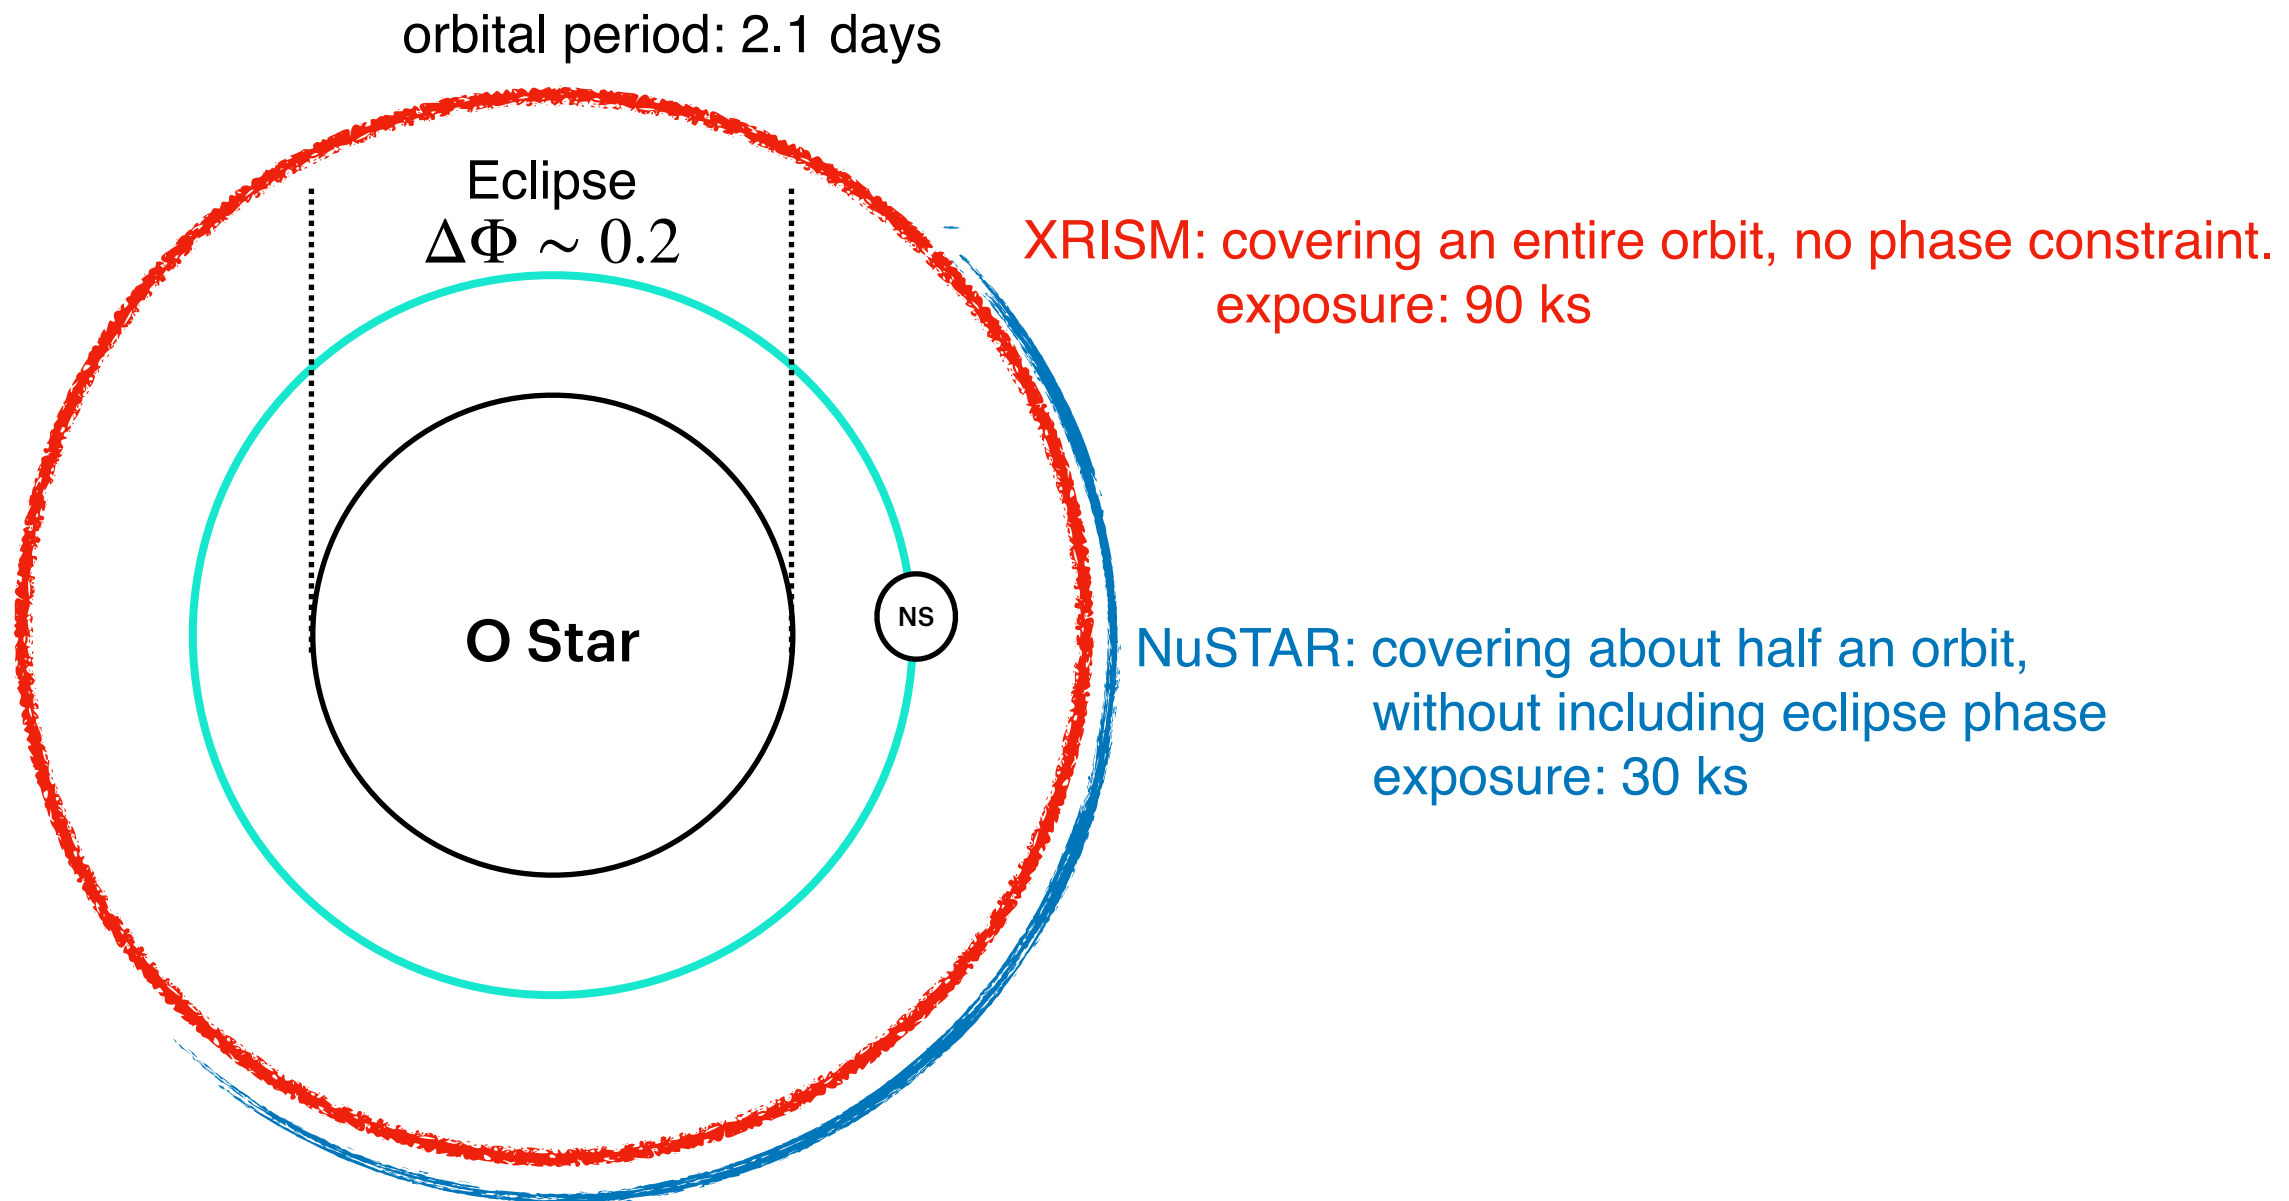 orbital period: 2.1 days
Eclipse
ΔΦ ~ 0.2
XRISM: covering an entire orbit, no phase constraint.
exposure: 90 ks
O Star
NS
NuSTAR: covering about half an orbit,
without including eclipse phase
exposure: 30 ks